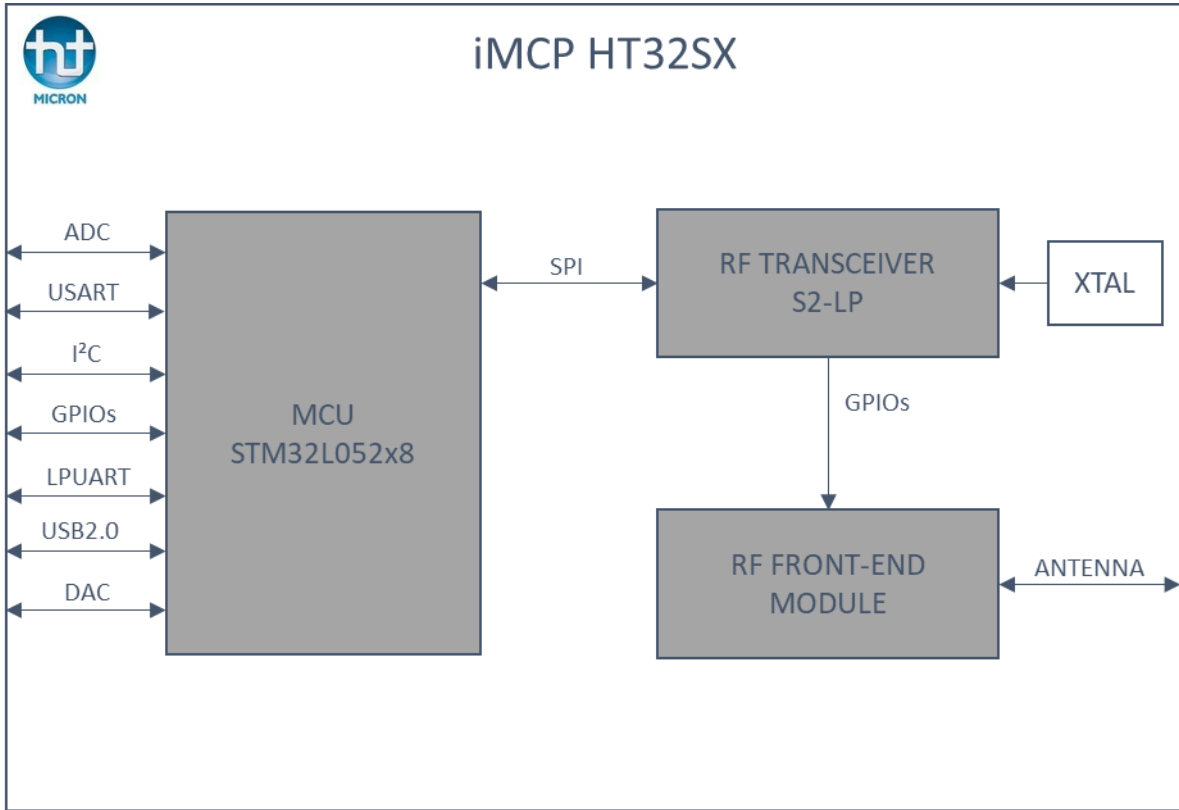 ht
MICRON
iMCP HT32SX
ADC
USART
I²C
GPIOs
LPUART
USB2.0
DAC
MCU
STM32L052x8
SPI
RF TRANSCEIVER
S2-LP
XTAL
GPIOs
RF FRONT-END
MODULE
ANTENNA